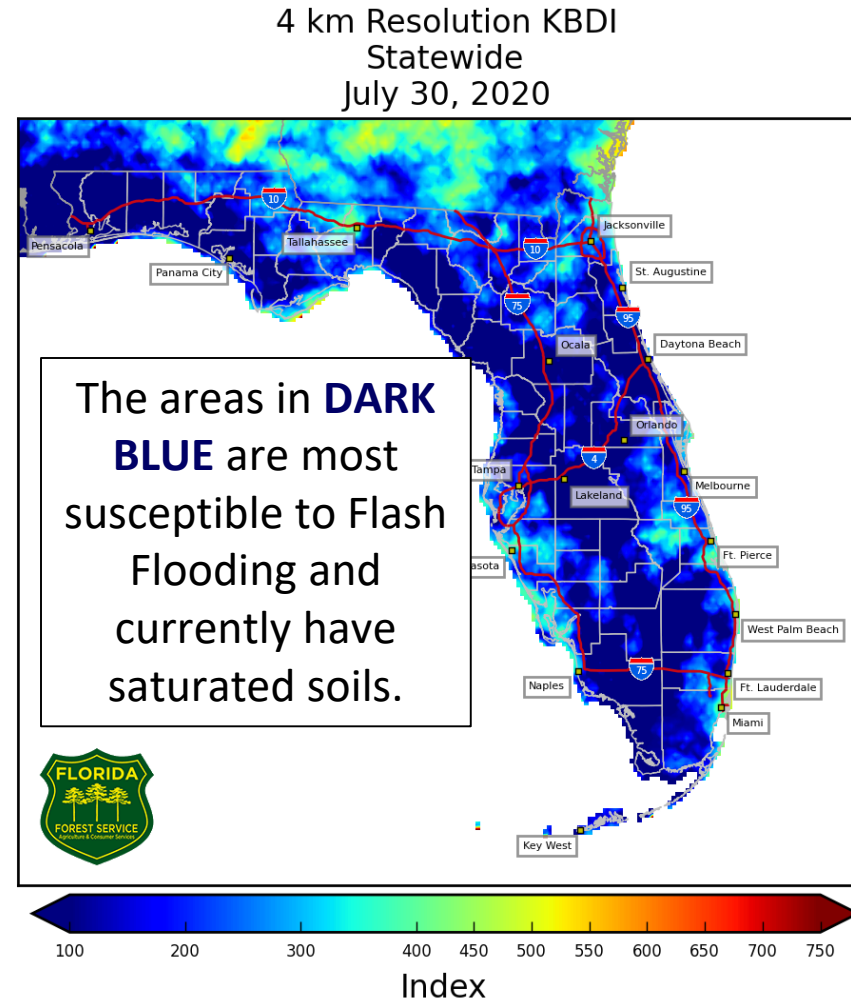 4 km Resolution KBDI
Statewide
July 30, 2020
10
Jacksonville
Pensacola
Tallahassee
10
Panama City
St. Augustine
75
95
Ocala
Daytona Beach
The areas in DARK
BLUE are most
susceptible to Flash
Flooding and
currently have
saturated soils.
Orlando
4
Tampa
Melbourne
Lakeland
95
Ft. Pierce
asota
West Palm Beach
75
Naples
Ft. Lauderdale
Miami
FLORIDA
FOREST SERVICE
Agriculture & Consumer Services
Key West
100 200 300 400 450 500 550 600 650 700 750
Index